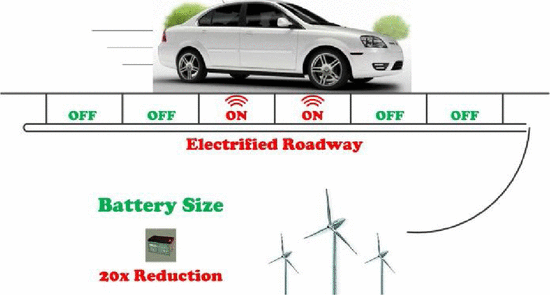 OFF OFF ON ON OFF OFF
Electrified Roadway
Battery Size
20x Reduction